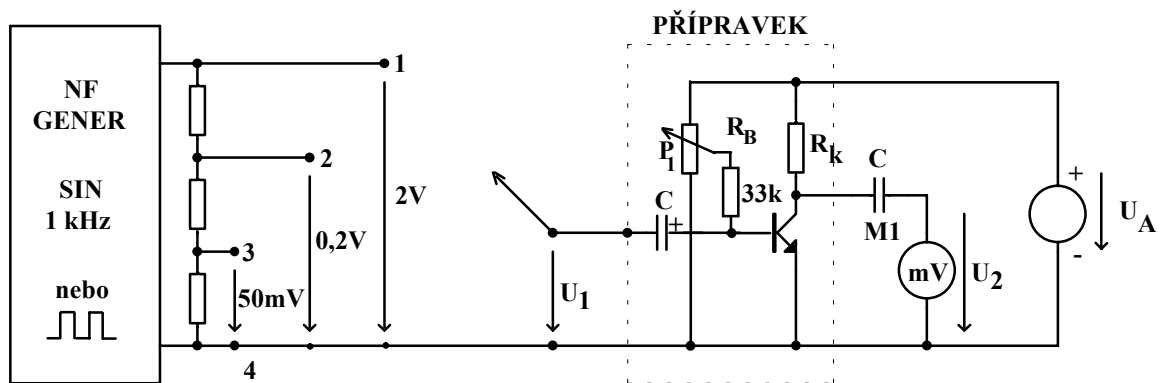 PŘÍPRAVEK
NF
GENER
SIN
1 kHz
nebo
1
2
3
4
2V
0,2V
50mV
U1
C
+
P1
RB
33k
Rk
C
M1
mV
U2
+
-
UA